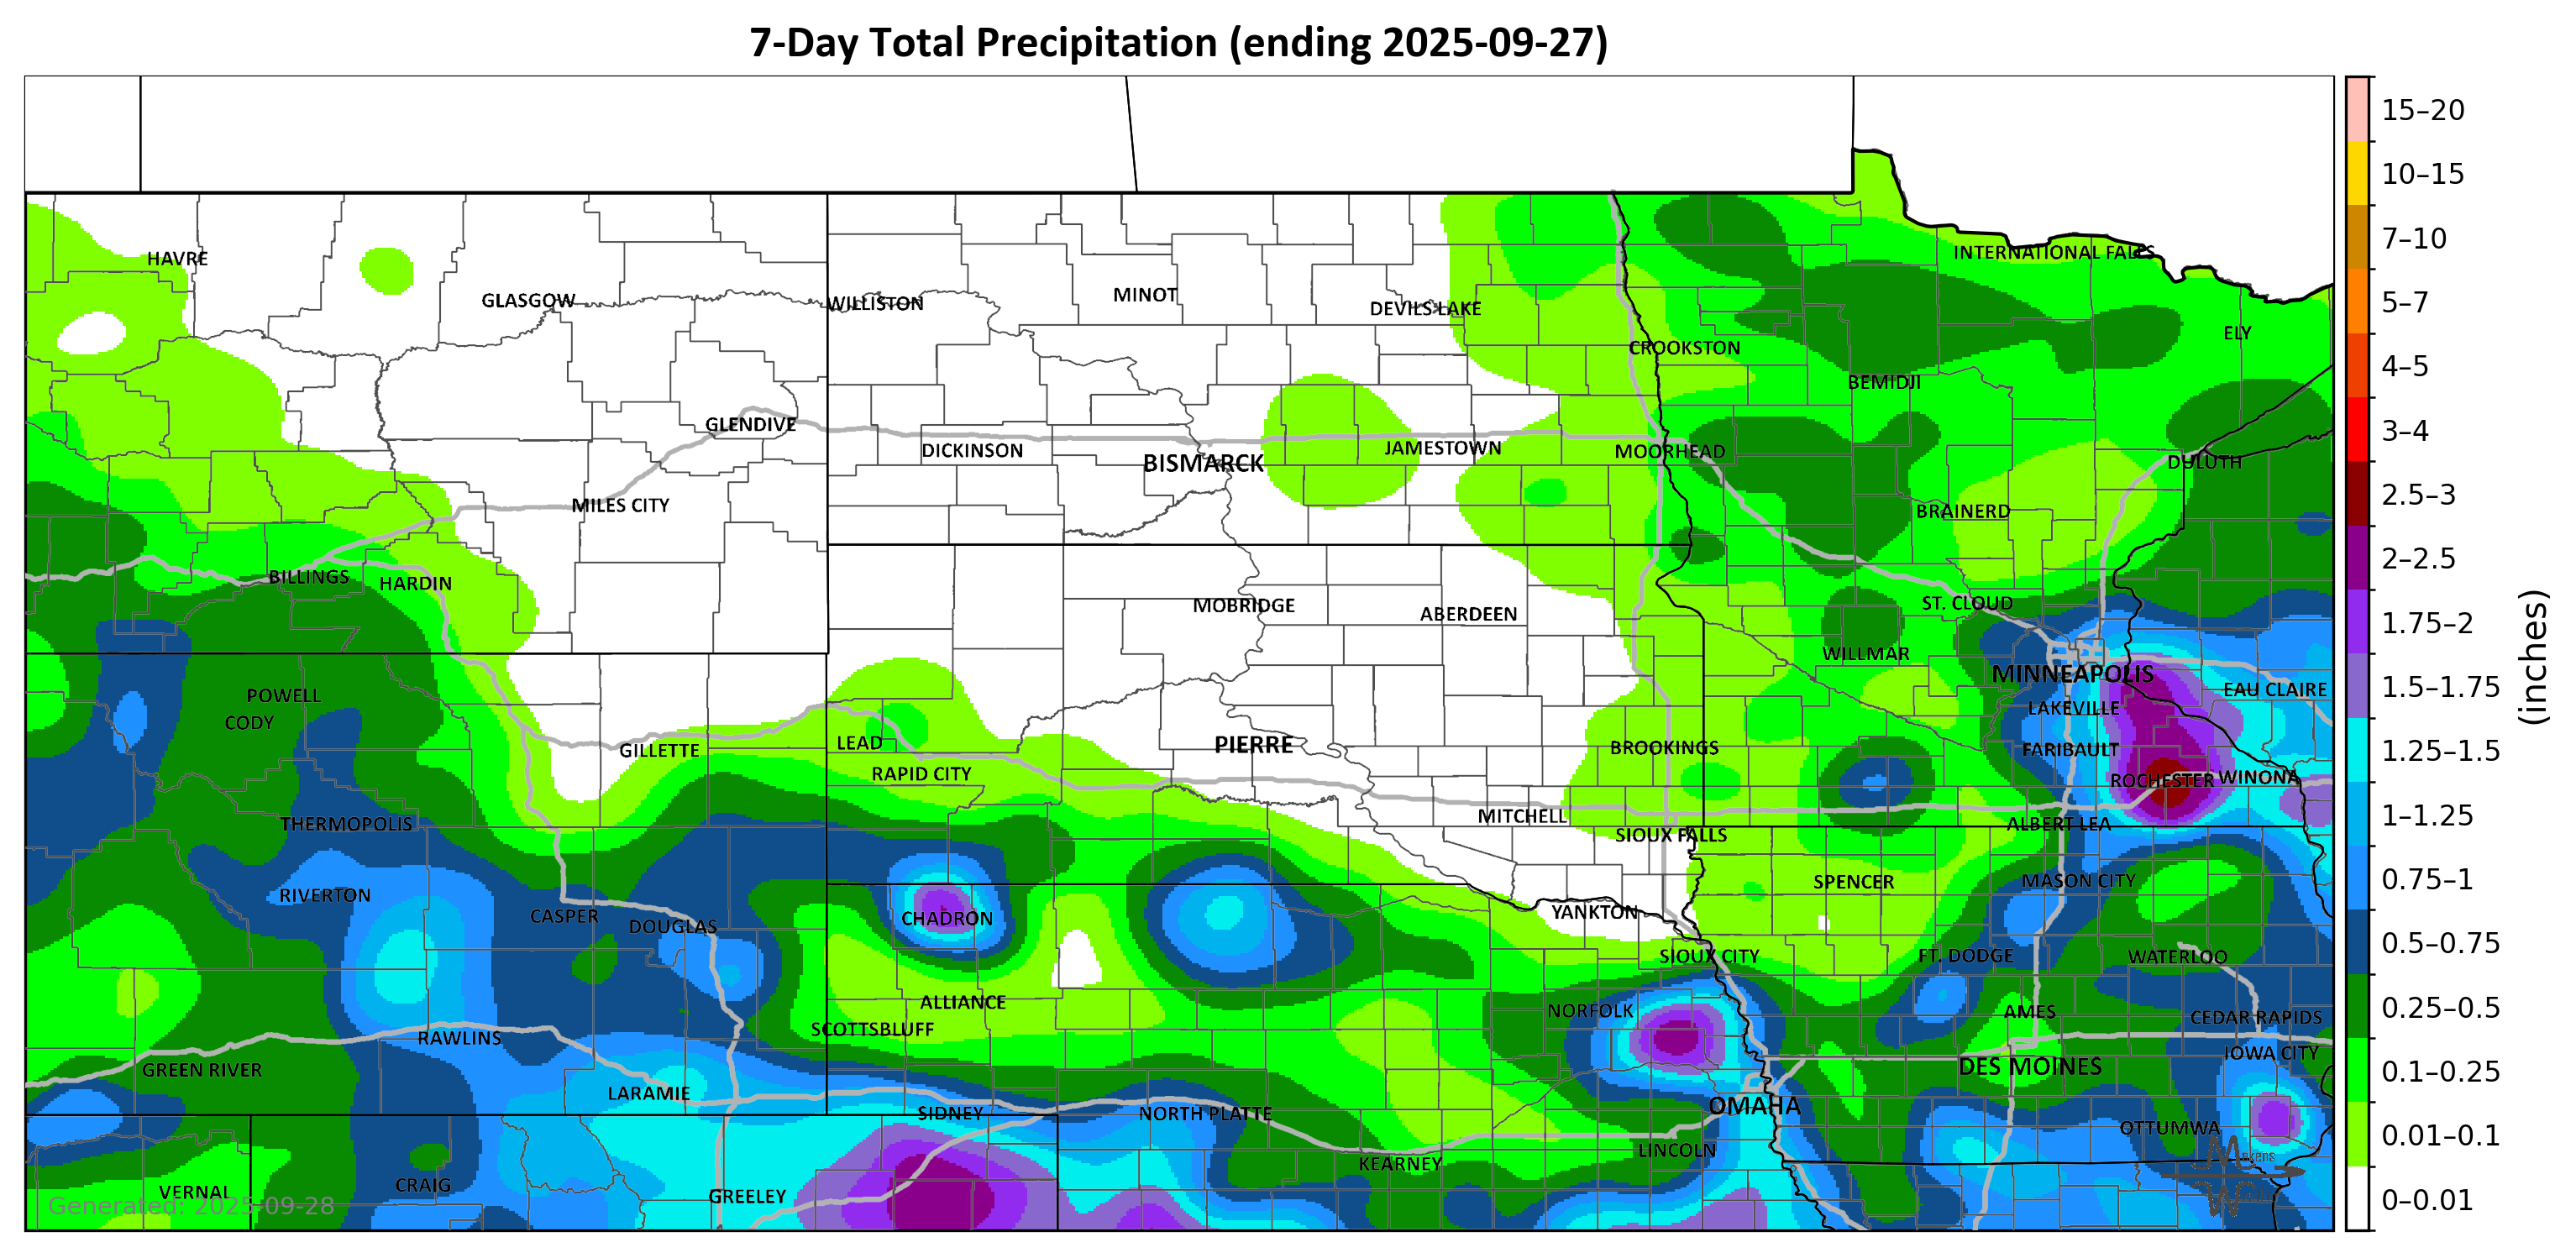 7-Day Total Precipitation (ending 2025-09-27)
15–20
10–15
7–10
5–7
4–5
3–4
2.5–3
2–2.5
1.75–2
1.5–1.75
1.25–1.5
1–1.25
0.75–1
0.5–0.75
0.25–0.5
0.1–0.25
0.01–0.1
0–0.01
(inches)
HAVRE
INTERNATIONAL FALLS
GLASGOW
WILLISTON
MINOT
DEVILS LAKE
ELY
CROOKSTON
BEMIDJI
GLENDIVE
DICKINSON
BISMARCK
JAMESTOWN
MOORHEAD
DULUTH
MILES CITY
BRAINERD
BILLINGS
HARDIN
MOBRIDGE
ABERDEEN
ST. CLOUD
WILLMAR
MINNEAPOLIS
EAU CLAIRE
POWELL
CODY
LAKEVILLE
GILLETTE
LEAD
PIERRE
BROOKINGS
FARIBAULT
RAPID CITY
ROCHESTER
WINONA
THERMOPOLIS
MITCHELL
SIOUX FALLS
ALBERT LEA
RIVERTON
SPENCER
MASON CITY
CASPER
DOUGLAS
CHADRON
YANKTON
SIOUX CITY
FT. DODGE
WATERLOO
ALLIANCE
NORFOLK
AMES
CEDAR RAPIDS
SCOTTSBLUFF
RAWLINS
GREEN RIVER
DES MOINES
IOWA CITY
LARAMIE
SIDNEY
NORTH PLATTE
OMAHA
OTTUMWA
LINCOLN
KEARNEY
VERNAL
CRAIG
GREELEY
Generated: 2025-09-28